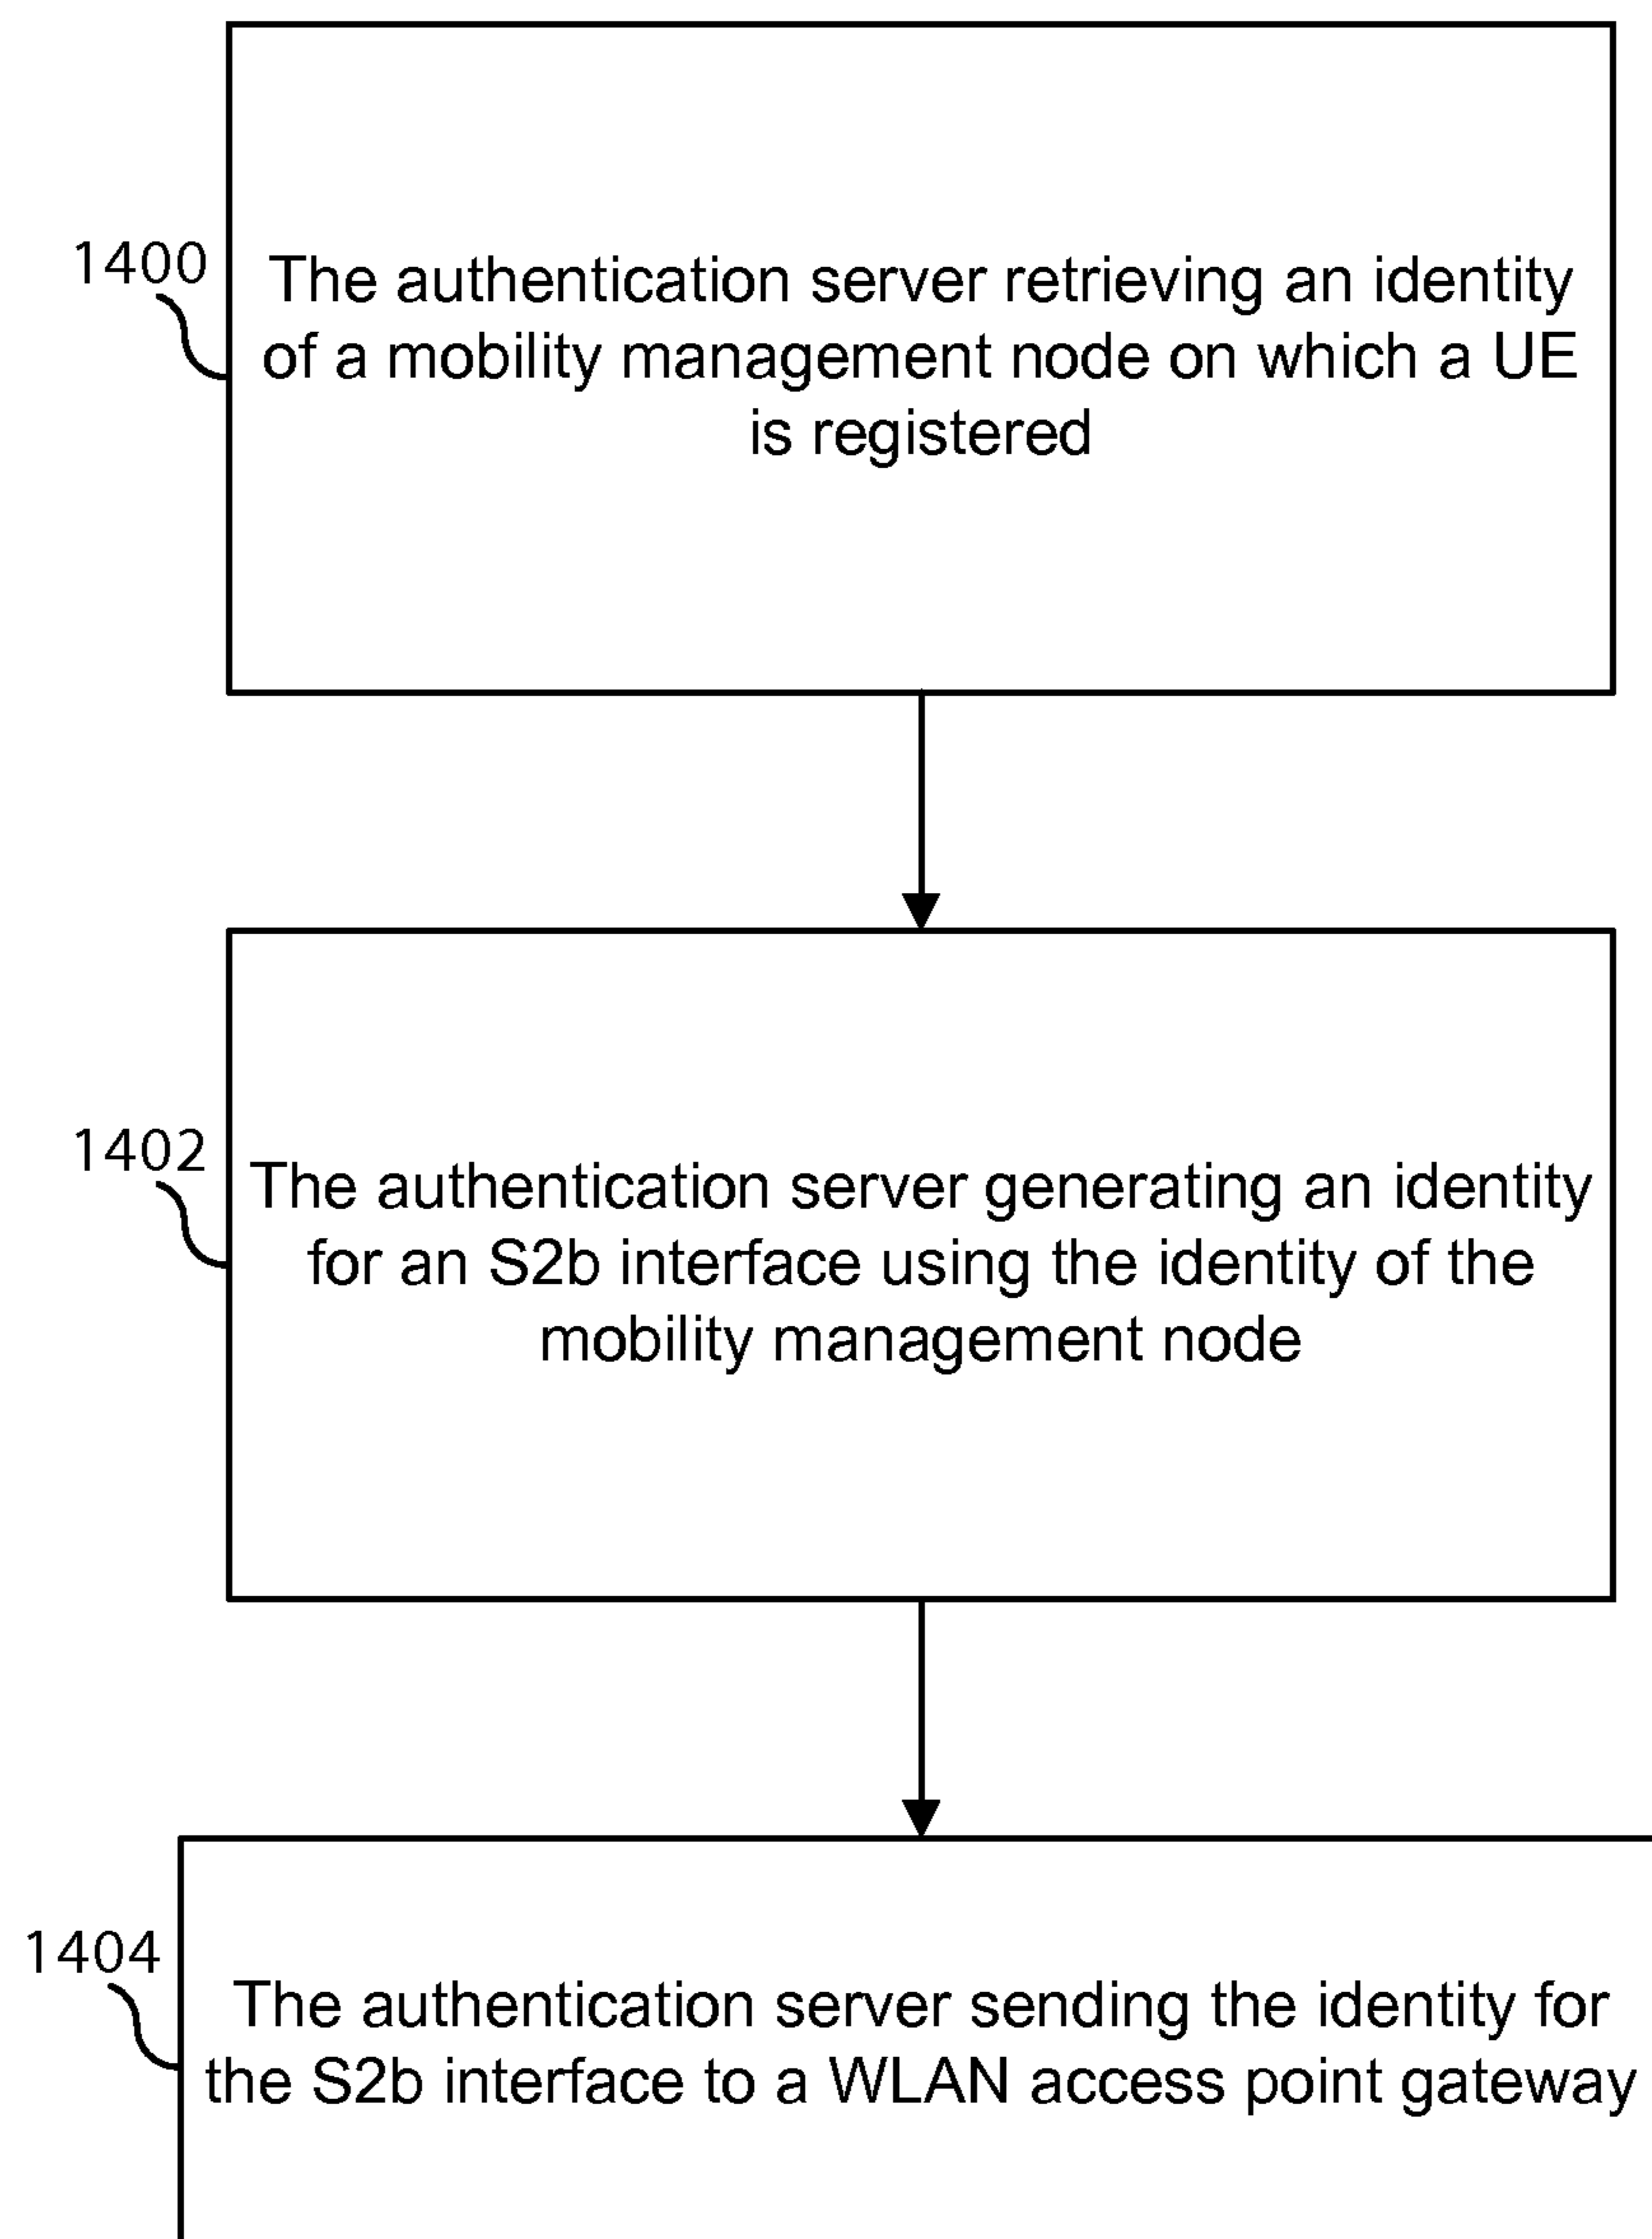 1400
The authentication server retrieving an identity
of a mobility management node on which a UE
is registered
1402
The authentication server generating an identity
for an S2b interface using the identity of the
mobility management node
1404
The authentication server sending the identity for
the S2b interface to a WLAN access point gateway